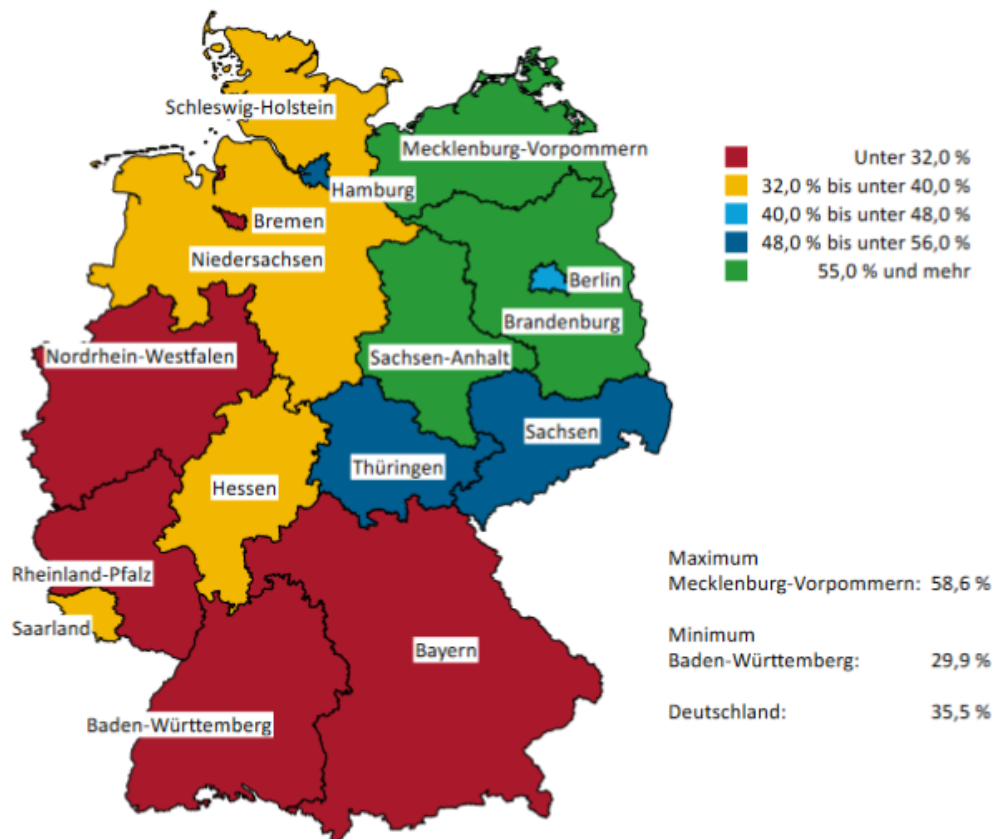 Schleswig-Holstein
Mecklenburg-Vorpommern
Hamburg
Bremen
Niedersachsen
Berlin
Brandenburg
Nordrhein-Westfalen
Sachsen-Anhalt
Sachsen
Thüringen
Hessen
Rheinland-Pfalz
Saarland
Bayern
Baden-Württemberg
Unter 32,0 %
32,0 % bis unter 40,0 %
40,0 % bis unter 48,0 %
48,0 % bis unter 56,0 %
55,0 % und mehr
Maximum
Mecklenburg-Vorpommern: 58,6 %
Minimum
Baden-Württemberg: 29,9 %
Deutschland: 35,5 %